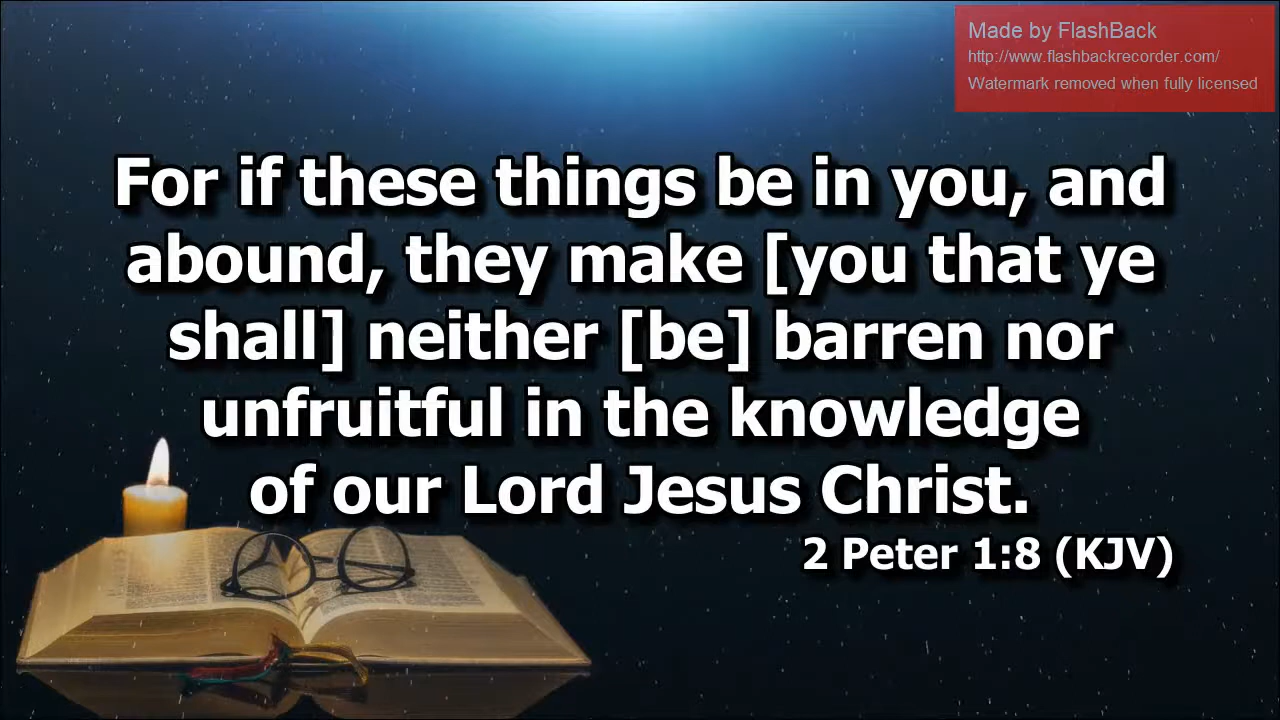 Made by FlashBack
http://www.flashbackrecorder.com/
Watermark removed when fully licensed
For if these things be in you, and
abound, they make [you that ye
shall] neither [be] barren nor
unfruitful in the knowledge
of our Lord Jesus Christ.
2 Peter 1:8 (KJV)